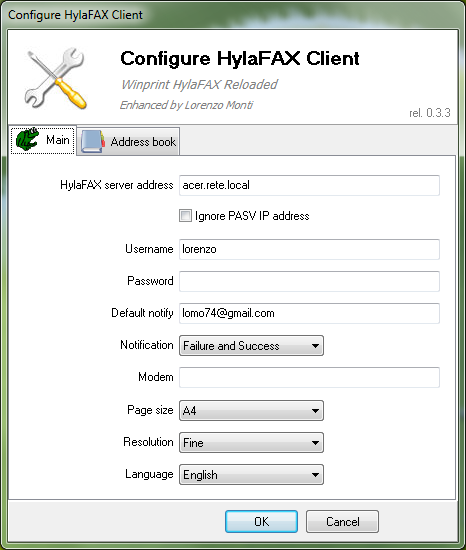 Configure HylaFAX Client
Configure HylaFAX Client
Winprint HylaFAX Reloaded
Enhanced by Lorenzo Monti
rel. 0.3.3
Main Address book
HylaFAX server address acer.rete.local
Ignore PASV IP address
Username lorenzo
Password
Default notify lomo74@gmail.com
Notification Failure and Success
Modem
Page size A4
Resolution Fine
Language English
OK Cancel